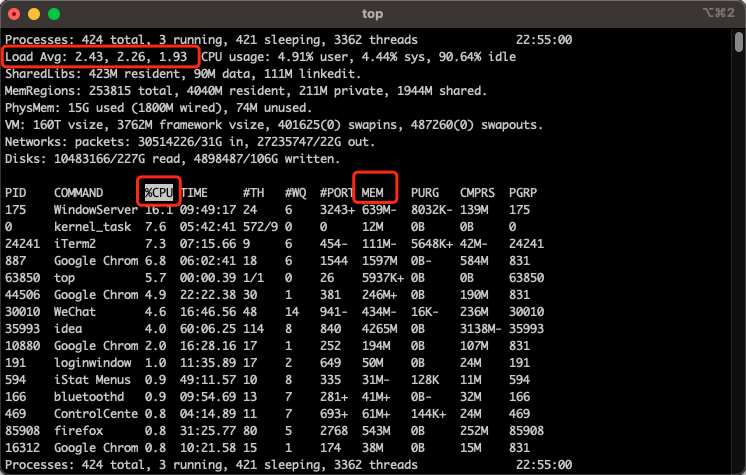 top
⌥⌘2
Processes: 424 total, 3 running, 421 sleeping, 3362 threads 22:55:00
Load Avg: 2.43, 2.26, 1.93 CPU usage: 4.91% user, 4.44% sys, 90.64% idle
SharedLibs: 423M resident, 90M data, 111M linkedit.
MemRegions: 253815 total, 4040M resident, 211M private, 1944M shared.
PhysMem: 15G used (1800M wired), 74M unused.
VM: 160T vsize, 3762M framework vsize, 401625(0) swapins, 487260(0) swapouts.
Networks: packets: 30514226/31G in, 27235747/22G out.
Disks: 10483166/227G read, 4898487/106G written.
PID COMMAND %CPU TIME #TH #WQ #PORT MEM PURG CMPRS PGRP
175 WindowServer 16.1 09:49:17 24 6 3243+ 639M- 8032K- 139M 175
0 kernel_task 7.6 05:42:41 572/9 0 0 12M 0B 0B 0
24241 iTerm2 7.3 07:15.66 9 6 454- 111M- 5648K+ 42M- 24241
887 Google Chrom 6.8 06:02:41 18 6 1544 1597M 0B- 584M 831
63850 top 5.7 00:00.39 1/1 0 26 5937K+ 0B 0B 63850
44506 Google Chrom 4.9 22:22.38 30 1 381 246M+ 0B 190M 831
30010 WeChat 4.6 16:46.56 48 14 941- 434M- 16K- 236M 30010
35993 idea 4.0 60:06.25 114 8 840 4265M 0B 3138M- 35993
10880 Google Chrom 2.0 16:28.16 17 1 252 194M 0B 107M 831
191 loginwindow 1.0 11:35.89 17 2 649 50M 0B 24M 191
594 iStat Menus 0.9 49:11.57 10 8 335 31M- 128K 11M 594
166 bluetoothd 0.9 09:54.69 13 7 281+ 41M+ 0B- 32M 166
469 ControlCente 0.8 04:14.89 11 7 693+ 61M+ 144K+ 24M 469
85908 firefox 0.8 31:25.77 80 5 2768 543M 0B 252M 85908
16312 Google Chrom 0.8 10:21.58 15 1 174 38M 0B 15M 831
Processes: 424 total, 3 running, 421 sleeping, 3362 threads 22:55:00